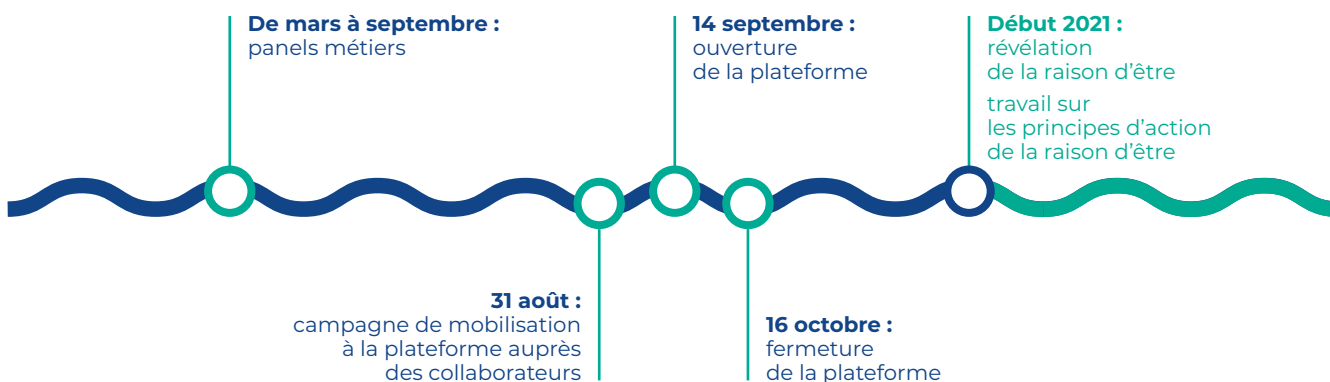 De mars à septembre :
panels métiers
14 septembre :
ouverture
de la plateforme
Début 2021 :
révélation
de la raison d’être
travail sur
les principes d’action
de la raison d’être
31 août :
campagne de mobilisation
à la plateforme auprès
des collaborateurs
16 octobre :
fermeture
de la plateforme